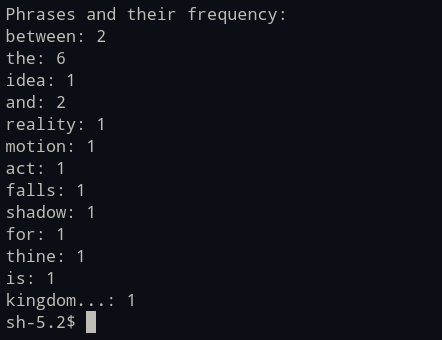 Phrases and their frequency:
between: 2
the: 6
idea: 1
and: 2
reality: 1
motion: 1
act: 1
falls: 1
shadow: 1
for: 1
thine: 1
is: 1
kingdom...: 1
sh-5.2$